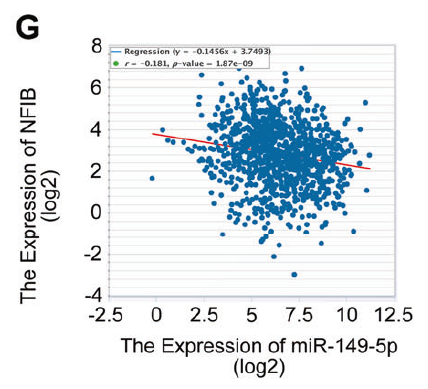 G
Regression (y = -0.1456x + 3.7493)
r = -0.181, p-value = 1.87e-09
8
6
4
2
0
-2
-4
-2.5 0 2.5 5 7.5 10 12.5
The Expression of NFIB
(log2)
The Expression of miR-149-5p
(log2)